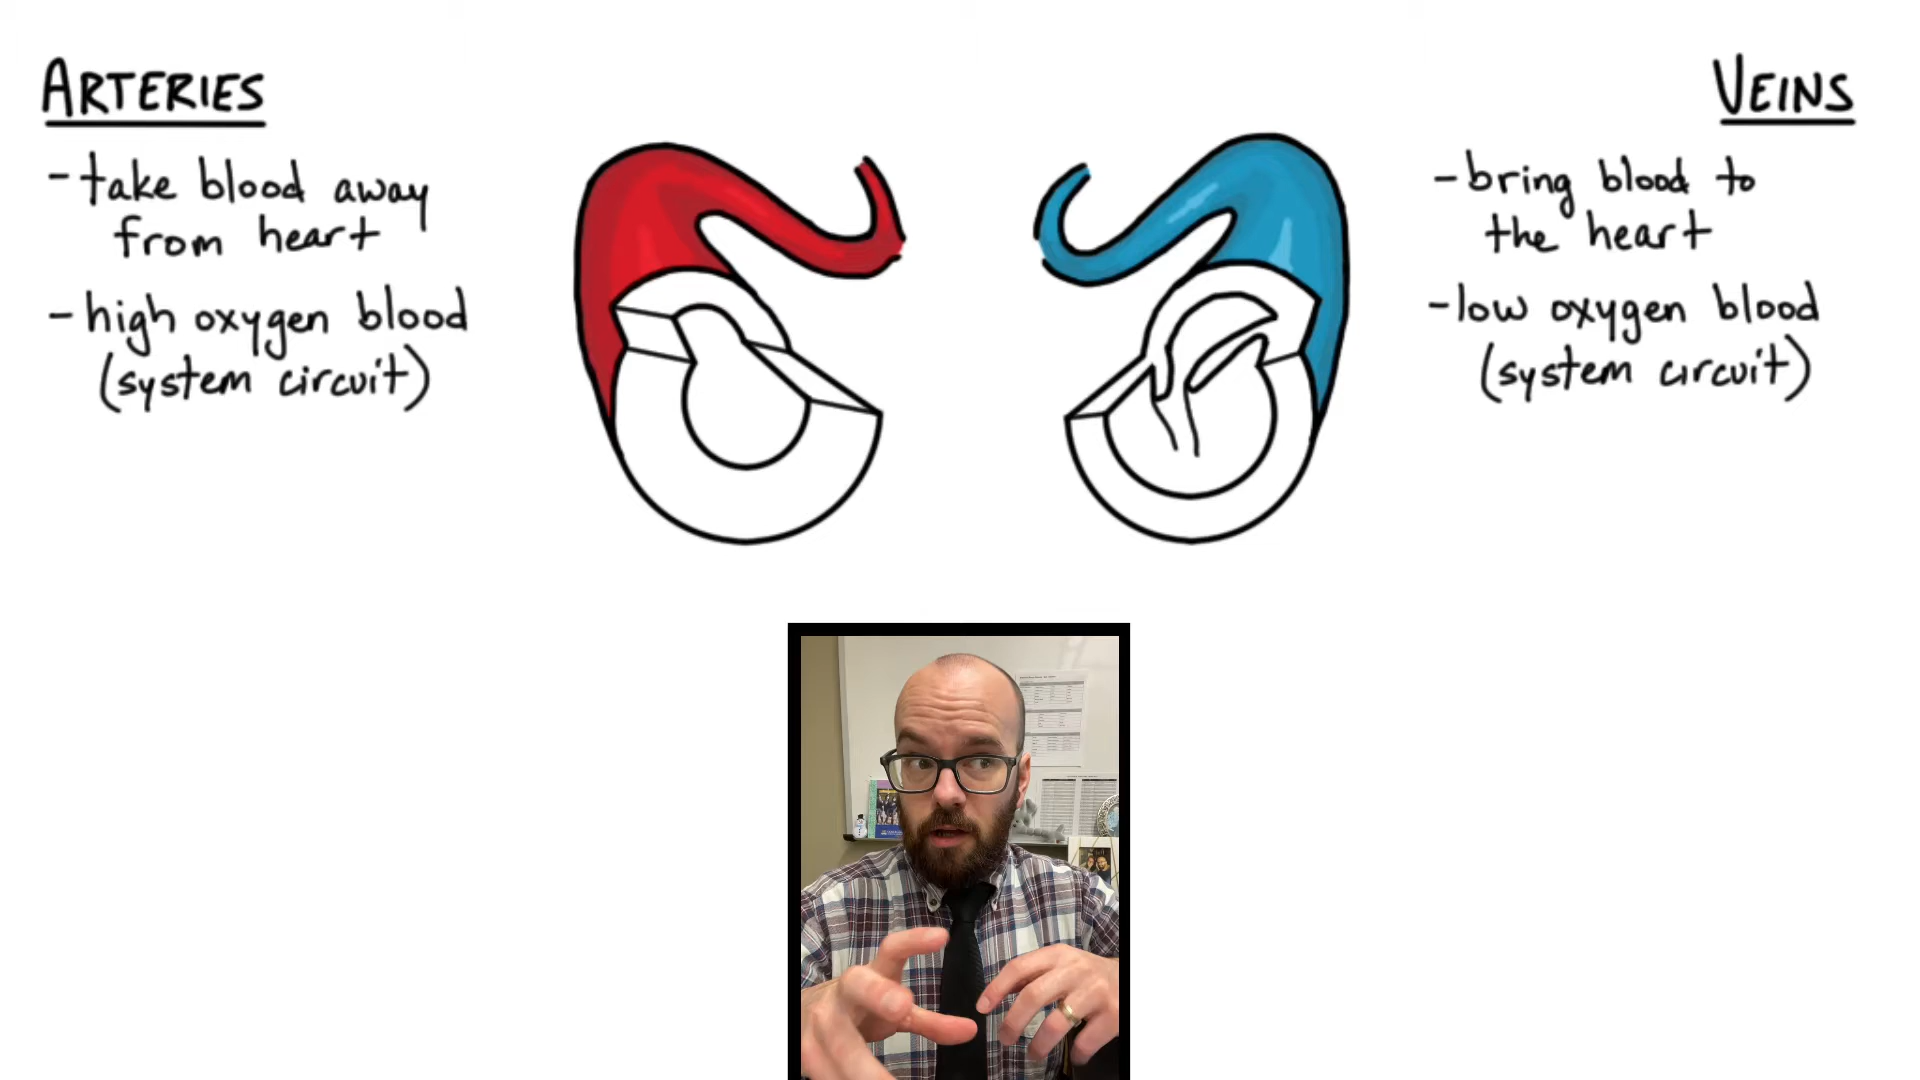 ARTERIES
-take blood away
from heart
-high oxygen blood
(system circuit)
VEINS
-bring blood to
the heart
-low oxygen blood
(system circuit)